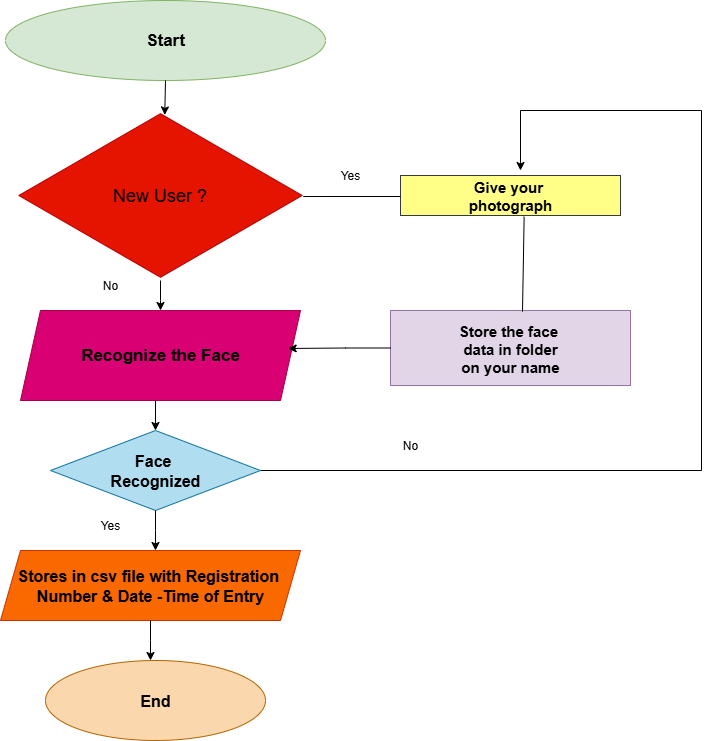 Start
New User ?
Yes
Give your
photograph
No
Recognize the Face
Store the face
data in folder
on your name
Face
Recognized
No
Yes
Stores in csv file with Registration
Number & Date -Time of Entry
End